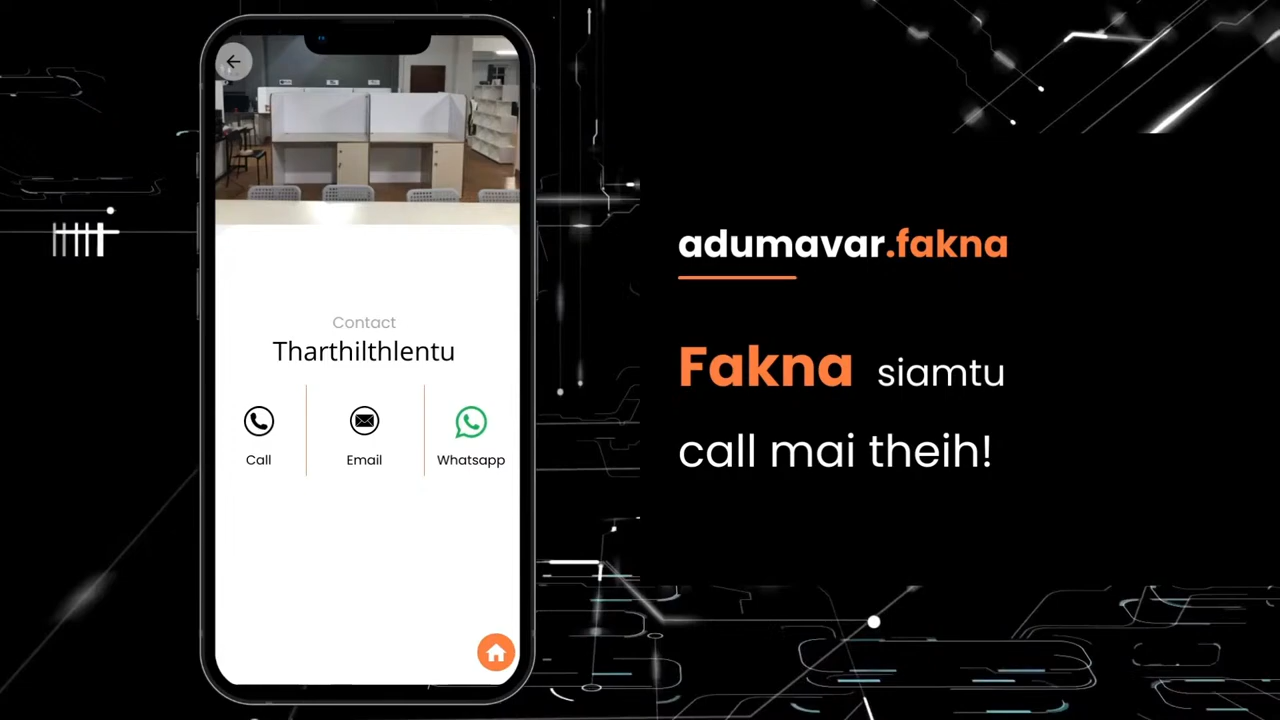 Contact
Tharthilthlentu
Call
Email
Whatsapp
adumavar.fakna
Fakna siamtu
call mai theih!